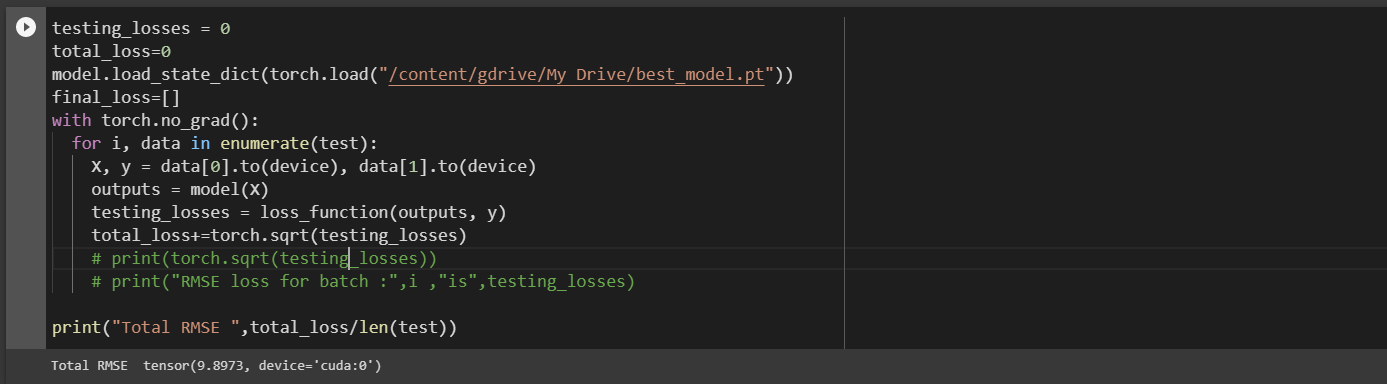 testing_losses = 0
total_loss=0
model.load_state_dict(torch.load("/content/gdrive/My Drive/best_model.pt"))
final_loss=[]
with torch.no_grad():
  for i, data in enumerate(test):
    X, y = data[0].to(device), data[1].to(device)
    outputs = model(X)
    testing_losses = loss_function(outputs, y)
    total_loss+=torch.sqrt(testing_losses)
    # print(torch.sqrt(testing_losses))
    # print("RMSE loss for batch :",i ,"is",testing_losses)
print("Total RMSE ",total_loss/len(test))
Total RMSE  tensor(9.8973, device='cuda:0')